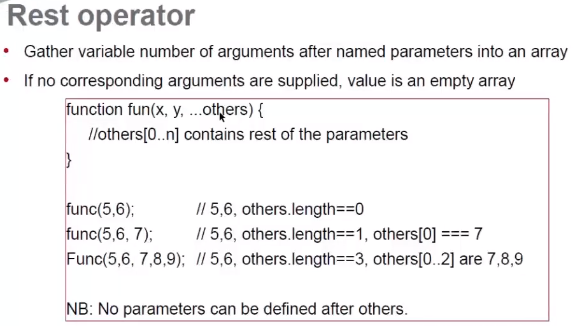 Rest operator
• Gather variable number of arguments after named parameters into an array
• If no corresponding arguments are supplied, value is an empty array
function fun(x, y, ...others) {
//others[0..n] contains rest of the parameters
}
func(5,6); // 5,6, others.length==0
func(5,6, 7); // 5,6, others.length==1, others[0] === 7
Func(5,6, 7,8,9); // 5,6, others.length==3, others[0..2] are 7,8,9
NB: No parameters can be defined after others.